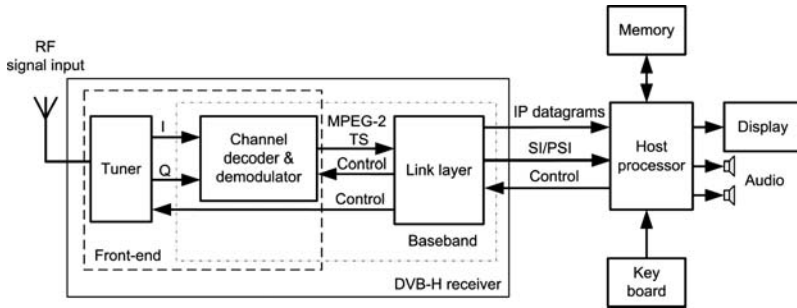 RF
signal input
Tuner
I
Q
Channel
decoder &
demodulator
MPEG-2
TS
Control
Control
Link layer
Front-end
Baseband
DVB-H receiver
IP datagrams
SI/PSI
Control
Memory
Host
processor
Display
Audio
Key
board